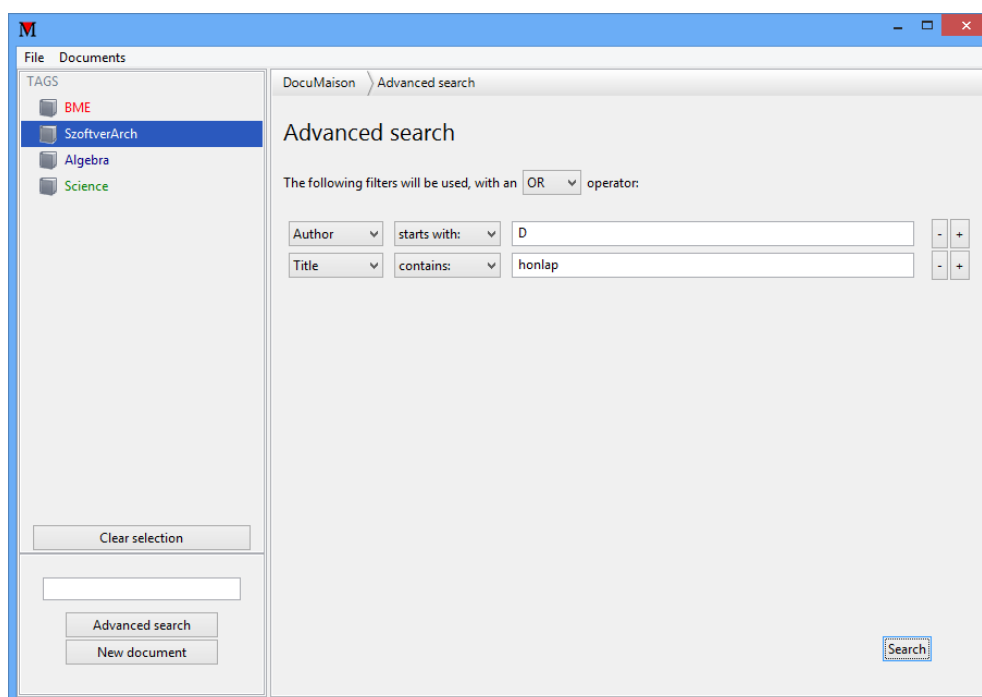 M
File Documents
TAGS
BME
SzoftverArch
Algebra
Science
Clear selection
Advanced search
New document
DocuMaison Advanced search
Advanced search
The following filters will be used, with an OR operator:
Author starts with: D - +
Title contains: honlap - +
Search